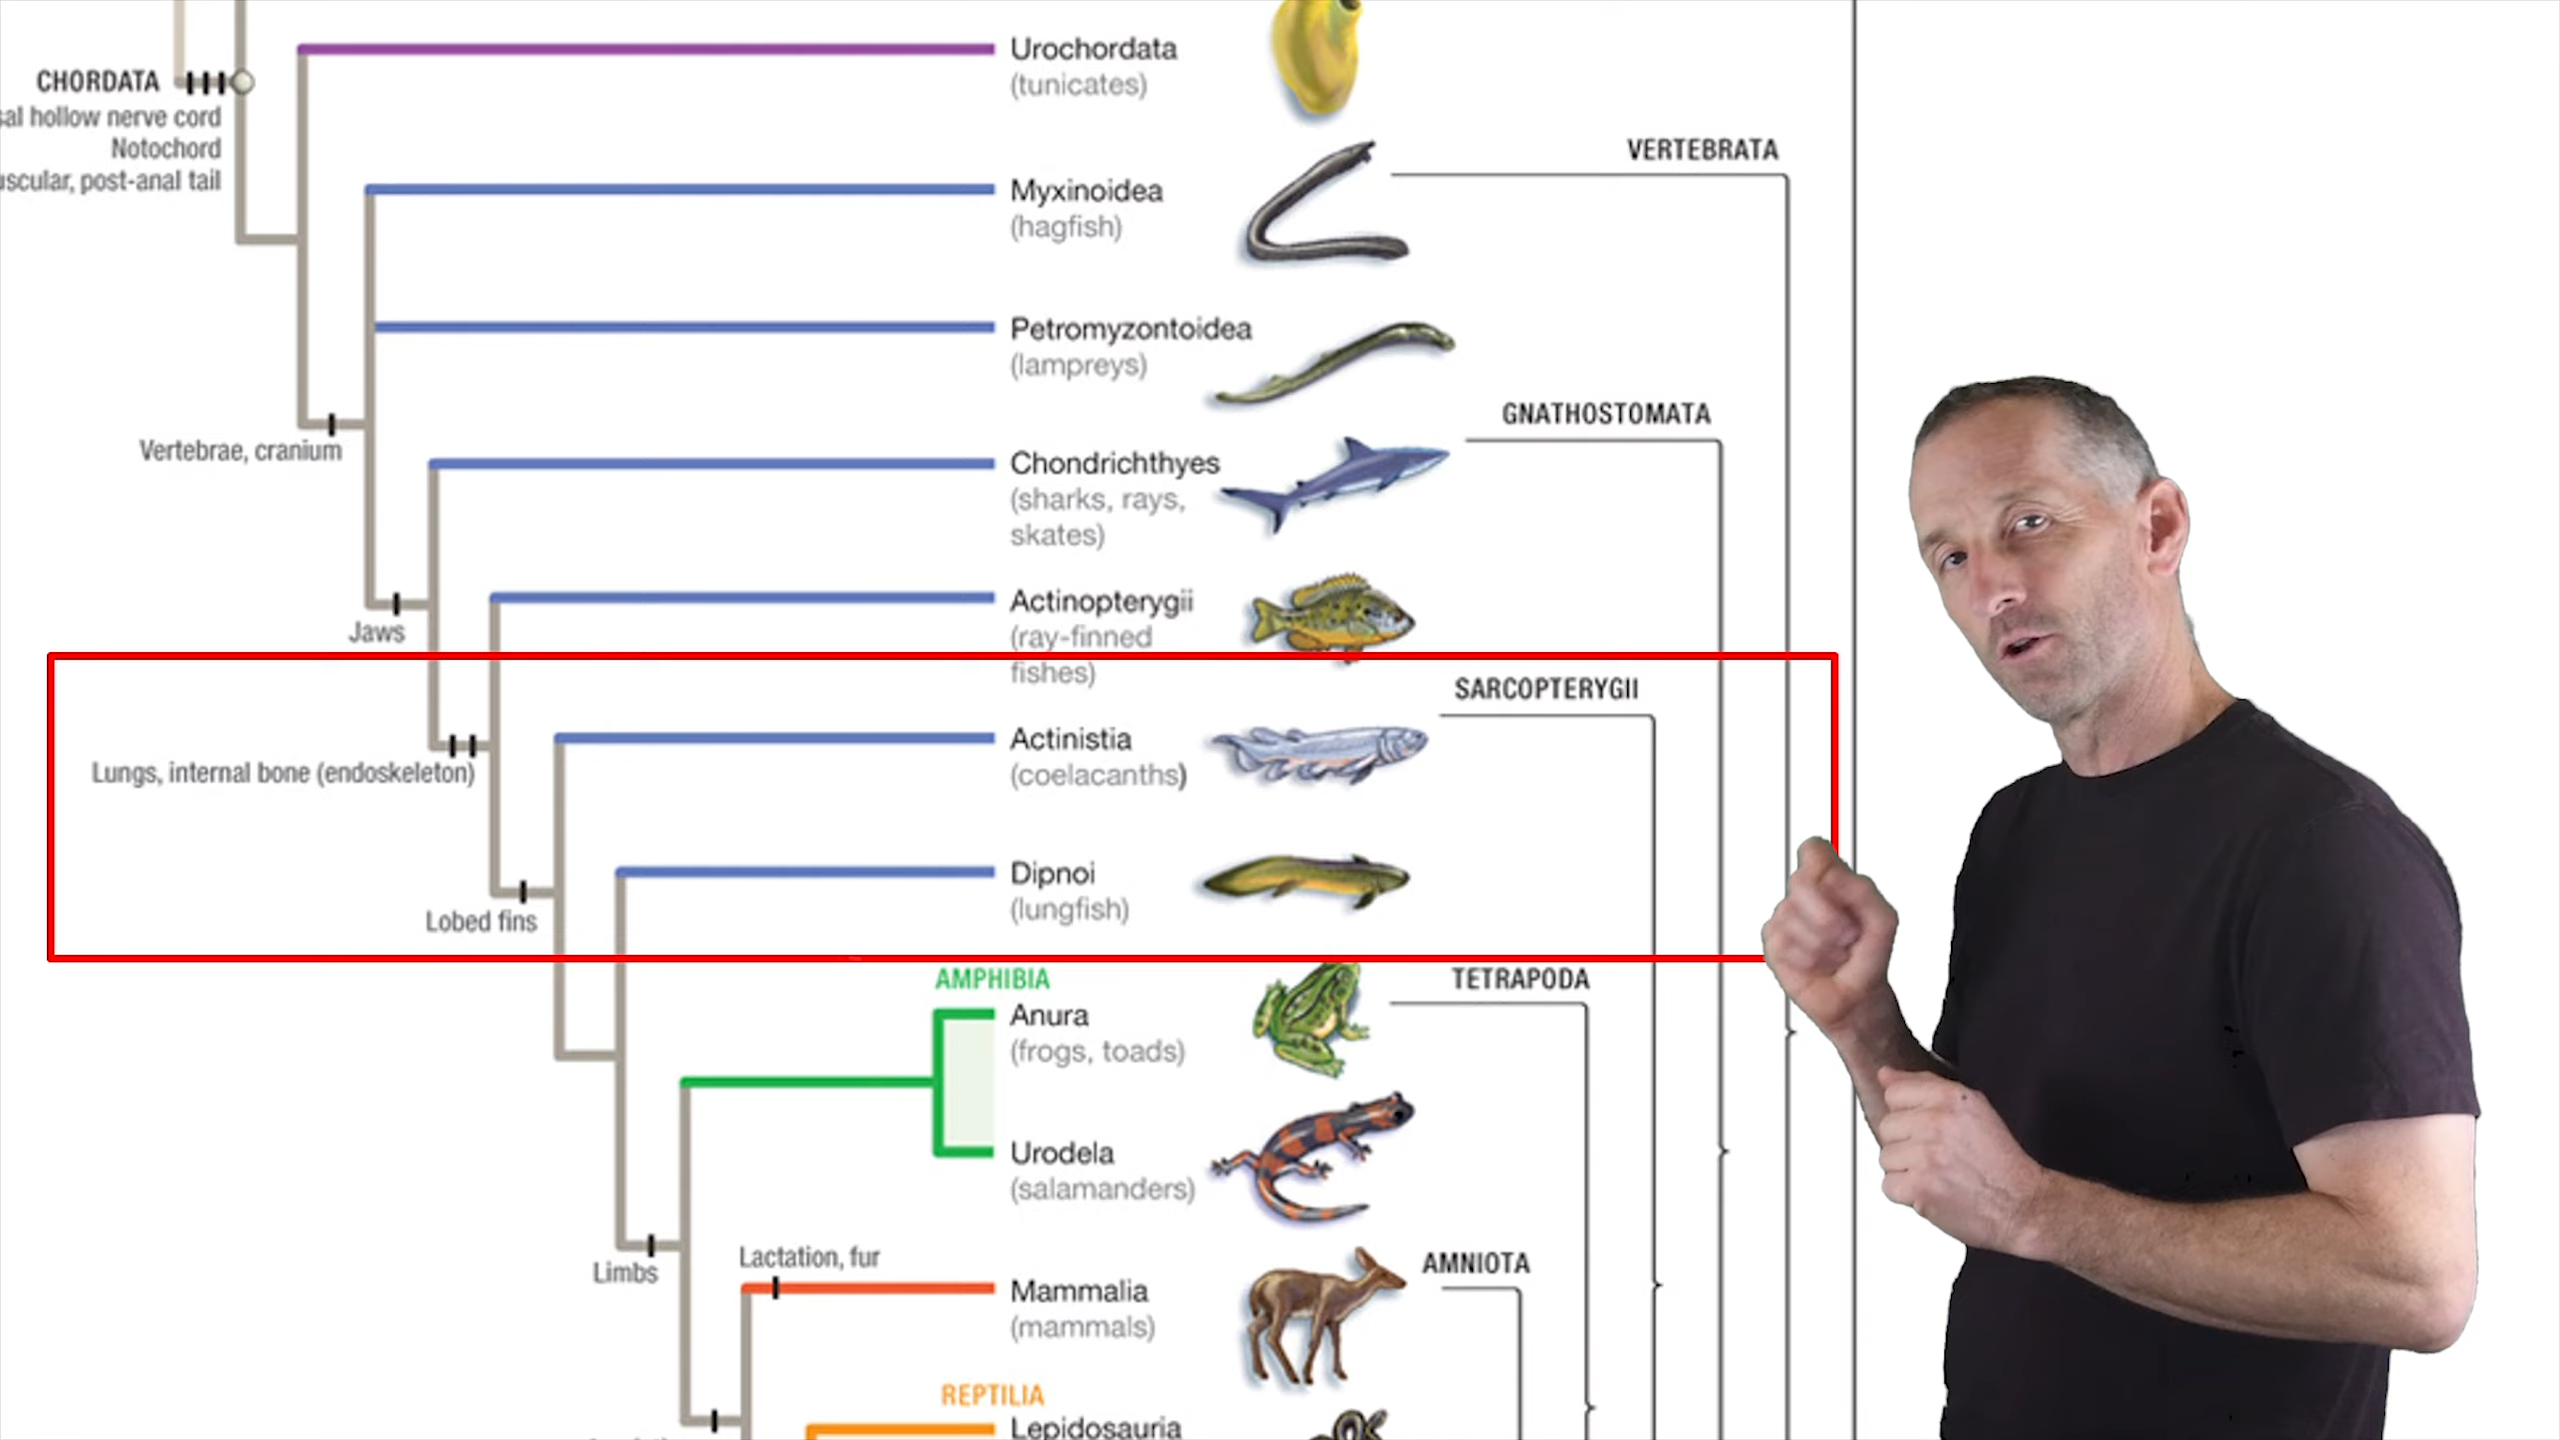 Urochordata
(tunicates)
CHORDATA
sal hollow nerve cord
Notochord
uscular, post-anal tail
VERTEBRATA
Myxinoidea
(hagfish)
Petromyzontoidea
(lampreys)
GNATHOSTOMATA
Vertebrae, cranium
Chondrichthyes
(sharks, rays,
skates)
Actinopterygii
(ray-finned
fishes)
Jaws
SARCOPTERYGII
Actinistia
(coelacanths)
Lungs, internal bone (endoskeleton)
Dipnoi
(lungfish)
Lobed fins
AMPHIBIA
TETRAPODA
Anura
(frogs, toads)
Urodela
(salamanders)
Limbs
Lactation, fur
AMNIOTA
Mammalia
(mammals)
REPTILIA
Lepidosauria